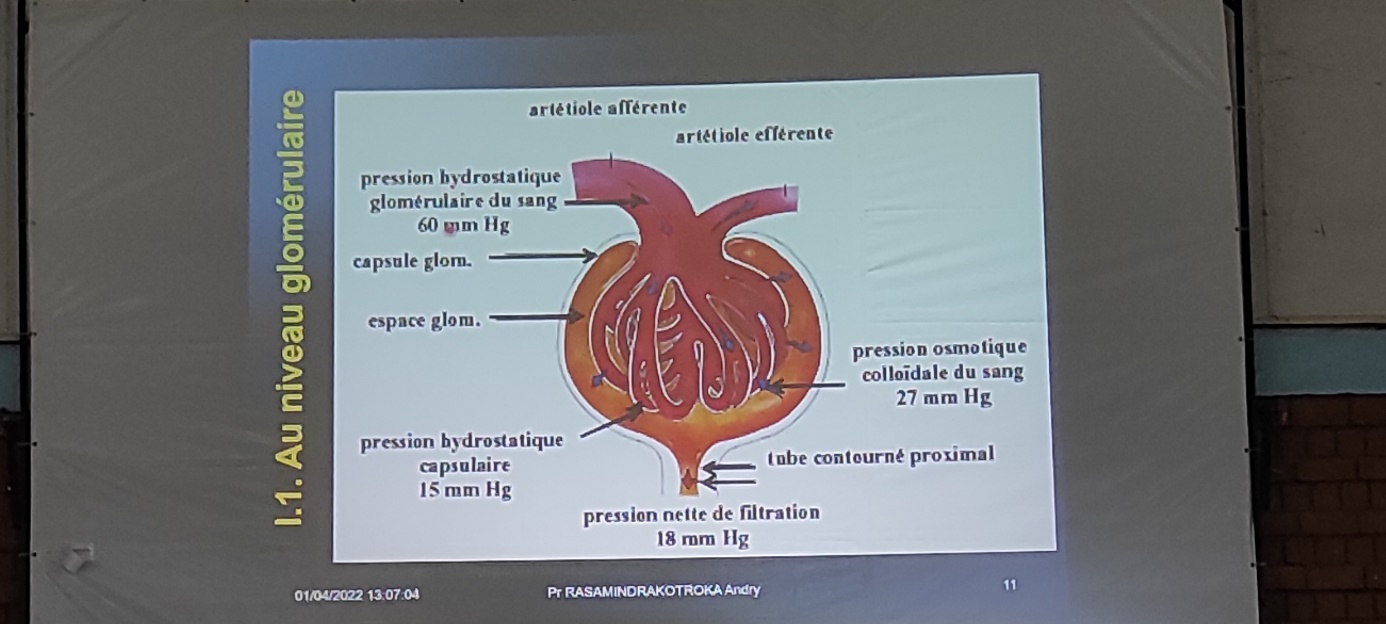 I.1. Au niveau glomérulaire
artétiole afférente
artétiole efférente
pression hydrostatique
glomérulaire du sang
60 mm Hg
capsule glom.
espace glom.
pression osmotique
colloïdale du sang
27 mm Hg
pression hydrostatique
capsulaire
15 mm Hg
tube contourné proximal
pression nette de filtration
18 mm Hg
01/04/2022 13:07:04
Pr RASAMINDRAKOTROKA Andry
11